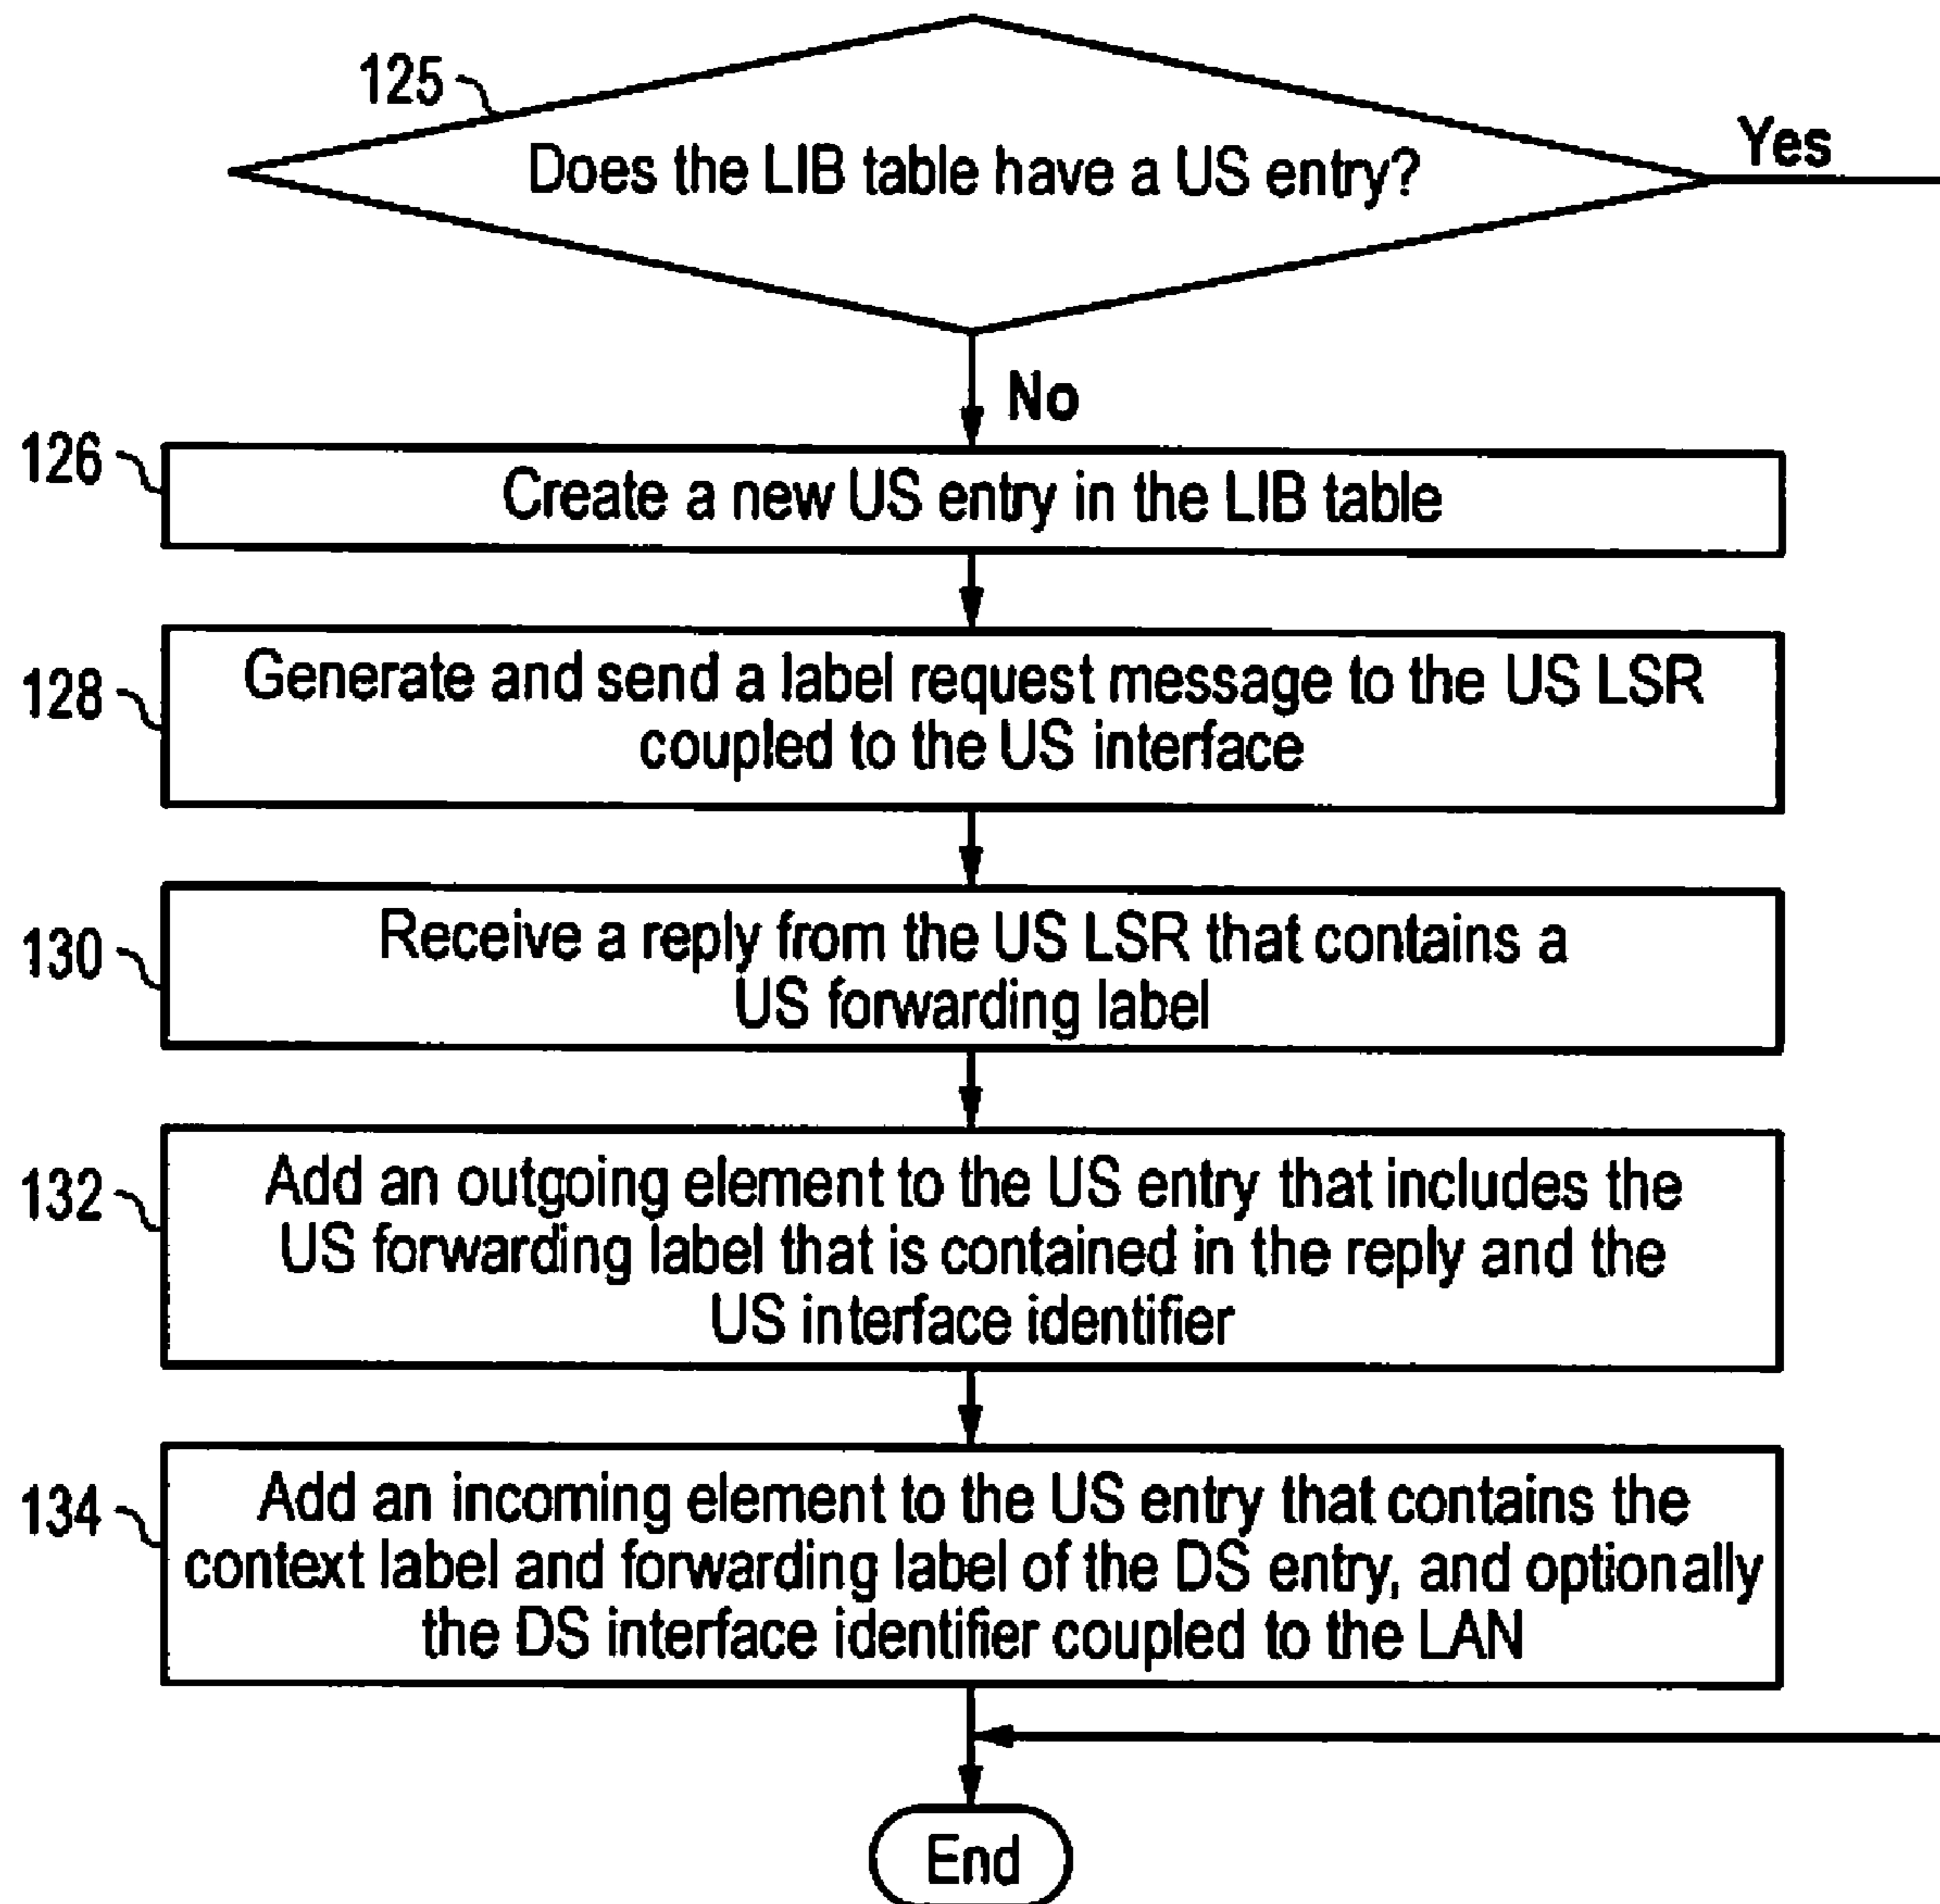 125
Does the LIB table have a US entry?
Yes
No
126
Create a new US entry in the LIB table
128
Generate and send a label request message to the US LSR
coupled to the US interface
130
Receive a reply from the US LSR that contains a
US forwarding label
132
Add an outgoing element to the US entry that includes the
US forwarding label that is contained in the reply and the
US interface identifier
134
Add an incoming element to the US entry that contains the
context label and forwarding label of the DS entry, and optionally
the DS interface identifier coupled to the LAN
End